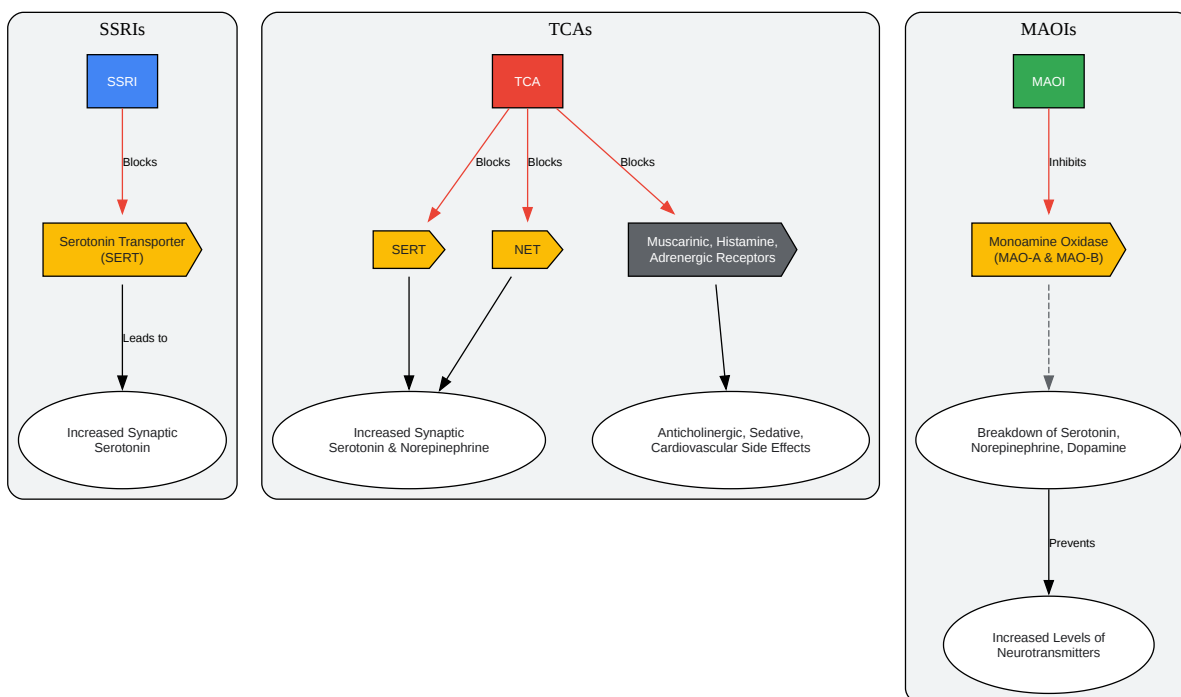 SSRIs
SSRI
Blocks
Serotonin Transporter
(SERT)
Leads to
Increased Synaptic
Serotonin
TCAs
TCA
Blocks
Blocks
Blocks
SERT
NET
Muscarinic, Histamine,
Adrenergic Receptors
Increased Synaptic
Serotonin & Norepinephrine
Anticholinergic, Sedative,
Cardiovascular Side Effects
MAOIs
MAOI
Inhibits
Monoamine Oxidase
(MAO-A & MAO-B)
Breakdown of Serotonin,
Norepinephrine, Dopamine
Prevents
Increased Levels of
Neurotransmitters